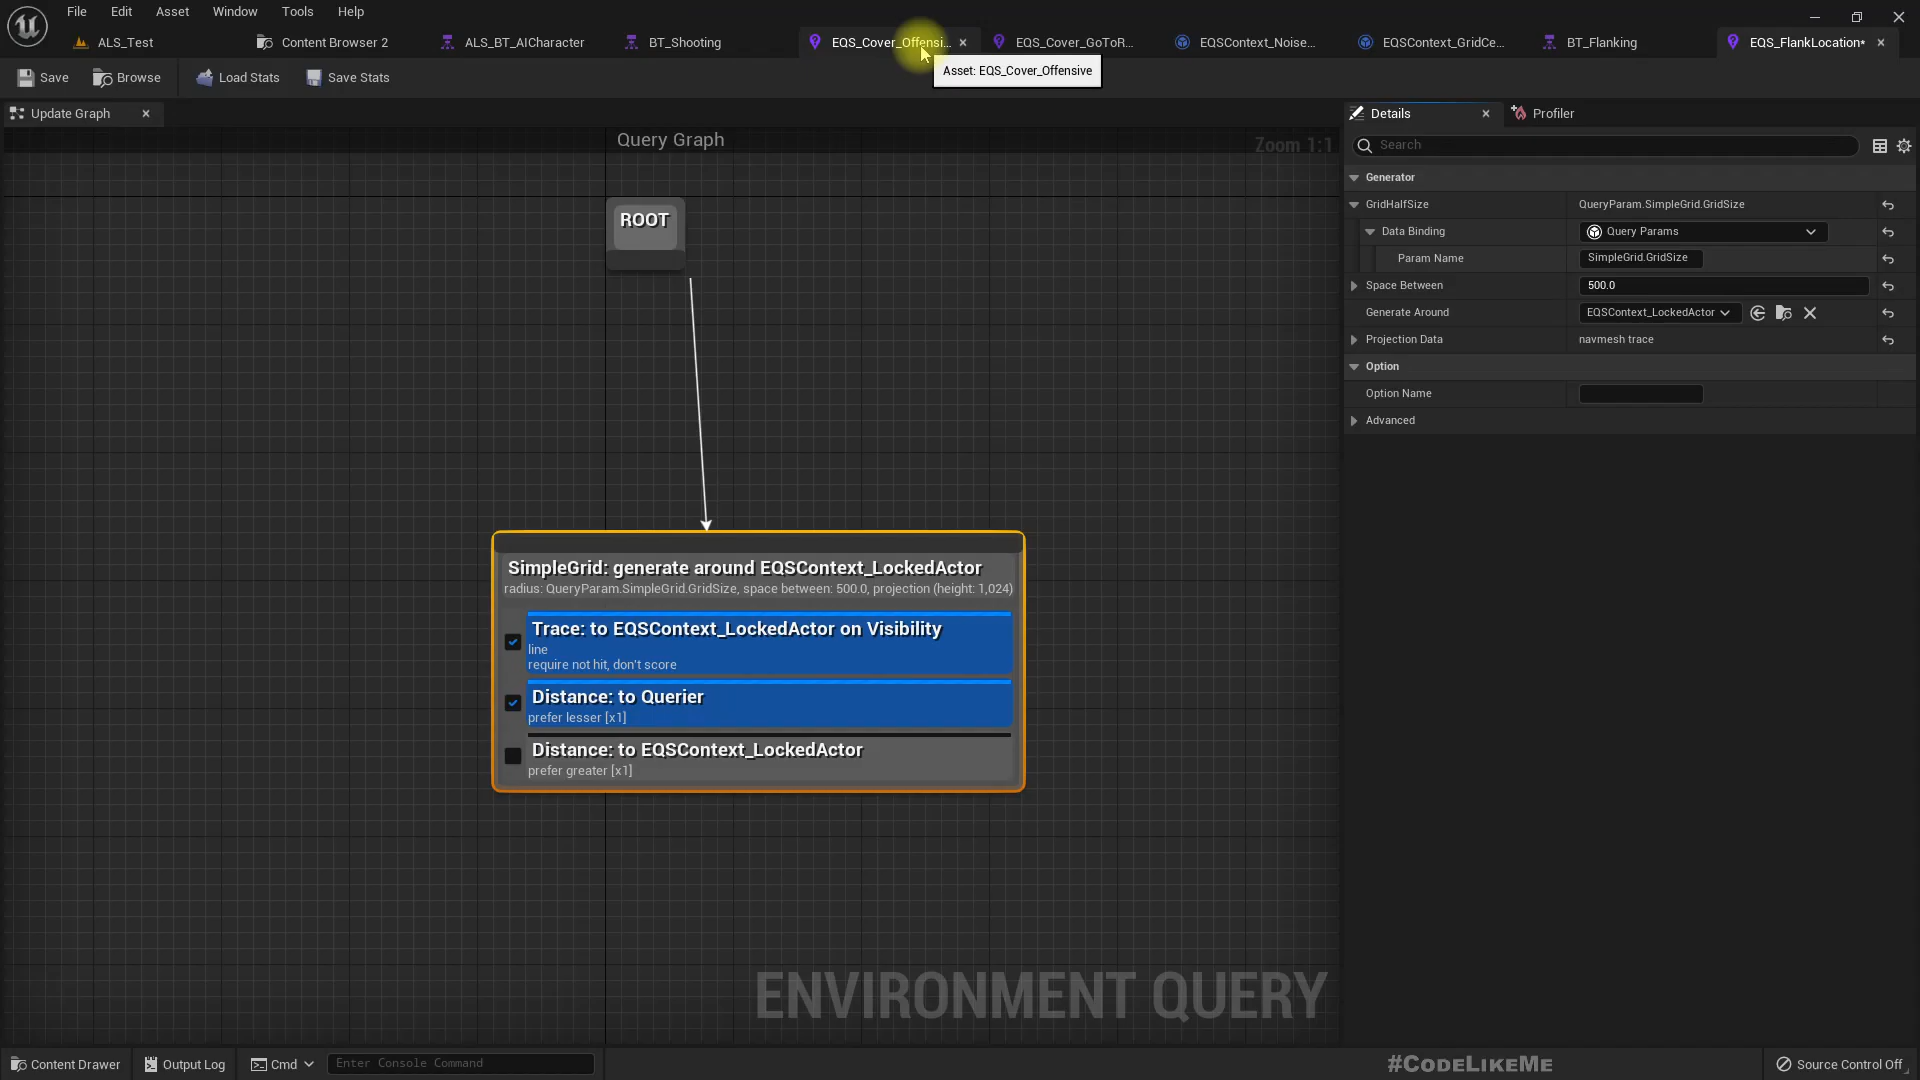 File Edit Asset Window Tools Help
ALS_Test Content Browser 2 ALS_BT_AICharacter BT_Shooting EQS_Cover_Offensi... EQS_Cover_GoToR... EQSContext_Noise... EQSContext_GridCe... BT_Flanking EQS_FlankLocation*
Save Browse Load Stats Save Stats
Asset: EQS_Cover_Offensive
Update Graph
Query Graph
Zoom 1:1
ROOT
SimpleGrid: generate around EQSContext_LockedActor
radius: QueryParam.SimpleGrid.GridSize, space between: 500.0, projection (height: 1,024)
Trace: to EQSContext_LockedActor on Visibility
line
require not hit, don't score
Distance: to Querier
prefer lesser [x1]
Distance: to EQSContext_LockedActor
prefer greater [x1]
ENVIRONMENT QUERY
Details Profiler
Search
Generator
GridHalfSize QueryParam.SimpleGrid.GridSize
Data Binding Query Params
Param Name SimpleGrid.GridSize
Space Between 500.0
Generate Around EQSContext_LockedActor
Projection Data navmesh trace
Option
Option Name
Advanced
Content Drawer Output Log Cmd Enter Console Command
#CodeLikeMe
Source Control Off